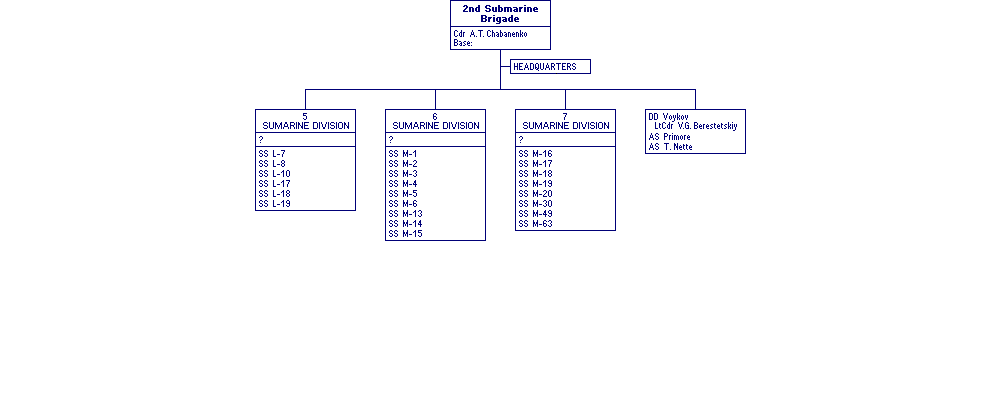 2nd Submarine
Brigade
Cdr A.T. Chabanenko
Base:
HEADQUARTERS
5
SUMARINE DIVISION
?
SS L-7
SS L-8
SS L-10
SS L-17
SS L-18
SS L-19
6
SUMARINE DIVISION
?
SS M-1
SS M-2
SS M-3
SS M-4
SS M-5
SS M-6
SS M-13
SS M-14
SS M-15
7
SUMARINE DIVISION
?
SS M-16
SS M-17
SS M-18
SS M-19
SS M-20
SS M-30
SS M-49
SS M-63
DD Voykov
LtCdr V.G. Berestetskiy
AS Primore
AS T. Nette